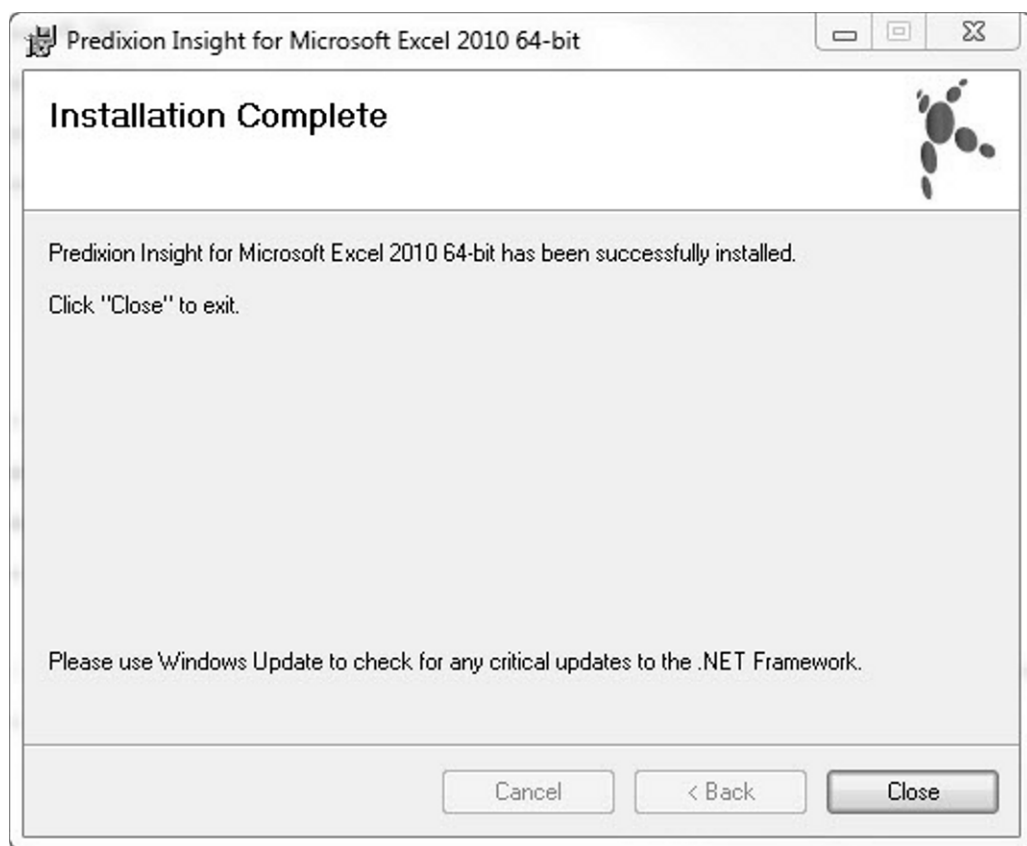 Predixion Insight for Microsoft Excel 2010 64-bit
Installation Complete
Predixion Insight for Microsoft Excel 2010 64-bit has been successfully installed.
Click "Close" to exit.
Please use Windows Update to check for any critical updates to the .NET Framework.
Cancel
< Back
Close